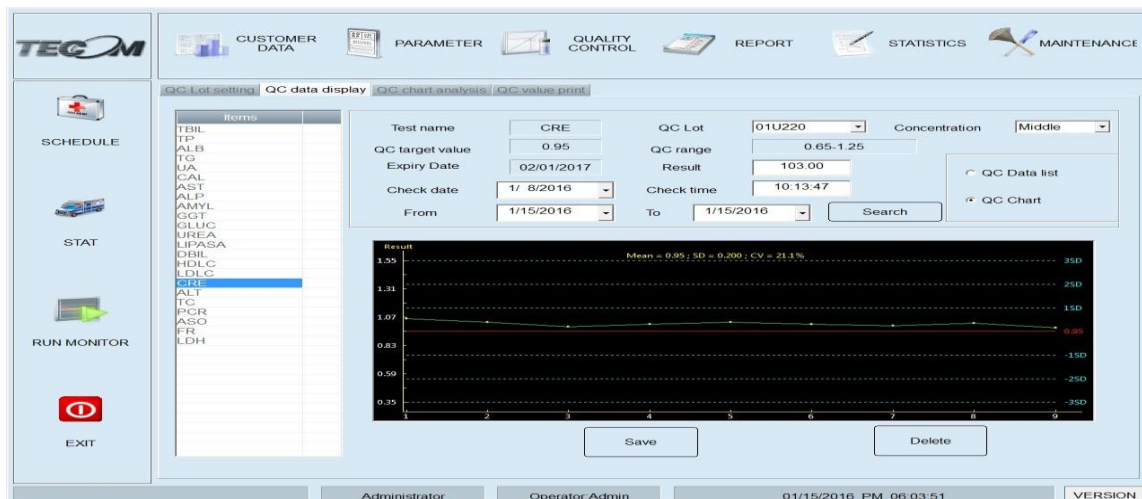 TECOM
CUSTOMER DATA
PARAMETER
QUALITY CONTROL
REPORT
STATISTICS
MAINTENANCE
SCHEDULE
STAT
RUN MONITOR
EXIT
QC Lot setting QC data display QC chart analysis QC value print
Items
TBIL
TP
ALB
TG
UA
CAL
AST
ALP
AMYL
GGT
GLUC
UREA
LIPASA
DBIL
HDLC
LDLC
CRE
ALT
TC
PCR
ASO
FR
LDH
Test name CRE QC Lot 01U220 Concentration Middle
QC target value 0.95 QC range 0.65-1.25
Expiry Date 02/01/2017 Result 103.00
QC Data list
Check date 1/ 8/2016 Check time 10:13:47
QC Chart
From 1/15/2016 To 1/15/2016 Search
Result
Mean = 0.95 ; SD = 0.200 ; CV = 21.1%
1.55 3SD
1.31 2SD
1.07 1SD
0.95
0.83 -1SD
0.59 -2SD
0.35 -3SD
1 2 3 4 5 6 7 8 9
Save Delete
Administrator Operator:Admin 01/15/2016 PM 06:03:51 VERSION